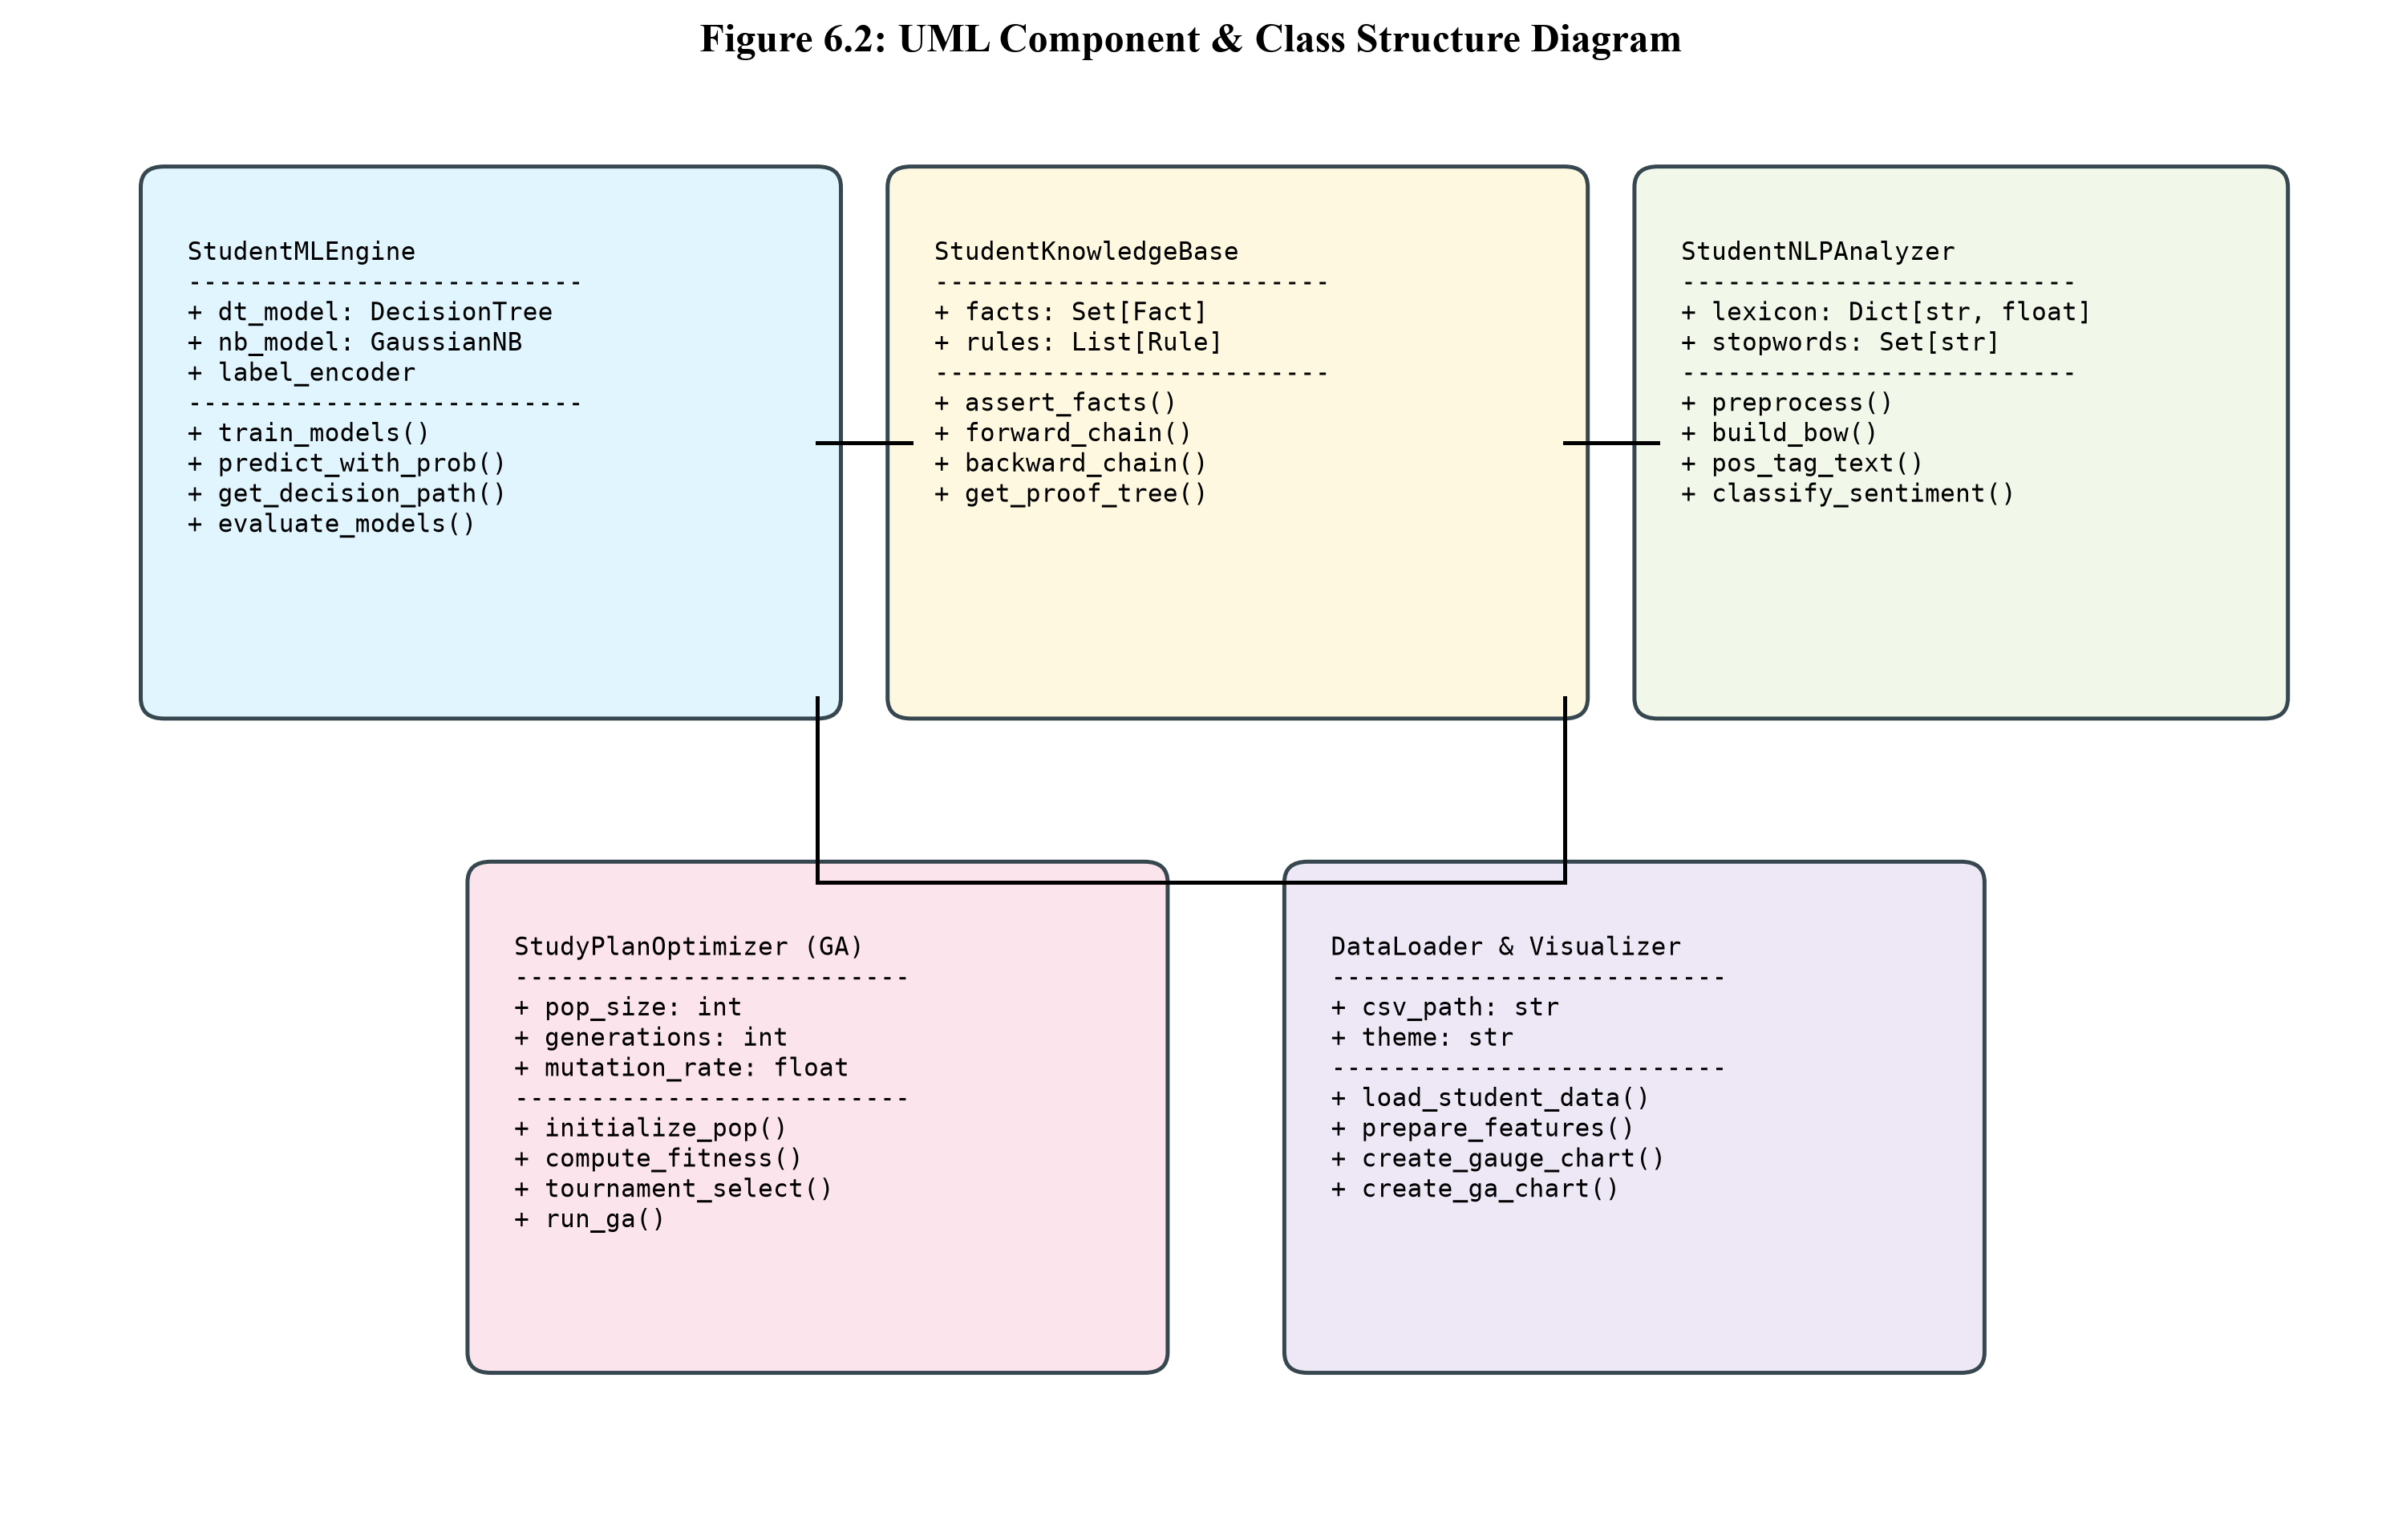 Figure 6.2: UML Component & Class Structure Diagram
StudentMLEngine
--------------------------
+ dt_model: DecisionTree
+ nb_model: GaussianNB
+ label_encoder
--------------------------
+ train_models()
+ predict_with_prob()
+ get_decision_path()
+ evaluate_models()
StudentKnowledgeBase
--------------------------
+ facts: Set[Fact]
+ rules: List[Rule]
--------------------------
+ assert_facts()
+ forward_chain()
+ backward_chain()
+ get_proof_tree()
StudentNLPAnalyzer
--------------------------
+ lexicon: Dict[str, float]
+ stopwords: Set[str]
--------------------------
+ preprocess()
+ build_bow()
+ pos_tag_text()
+ classify_sentiment()
StudyPlanOptimizer (GA)
--------------------------
+ pop_size: int
+ generations: int
+ mutation_rate: float
--------------------------
+ initialize_pop()
+ compute_fitness()
+ tournament_select()
+ run_ga()
DataLoader & Visualizer
--------------------------
+ csv_path: str
+ theme: str
--------------------------
+ load_student_data()
+ prepare_features()
+ create_gauge_chart()
+ create_ga_chart()